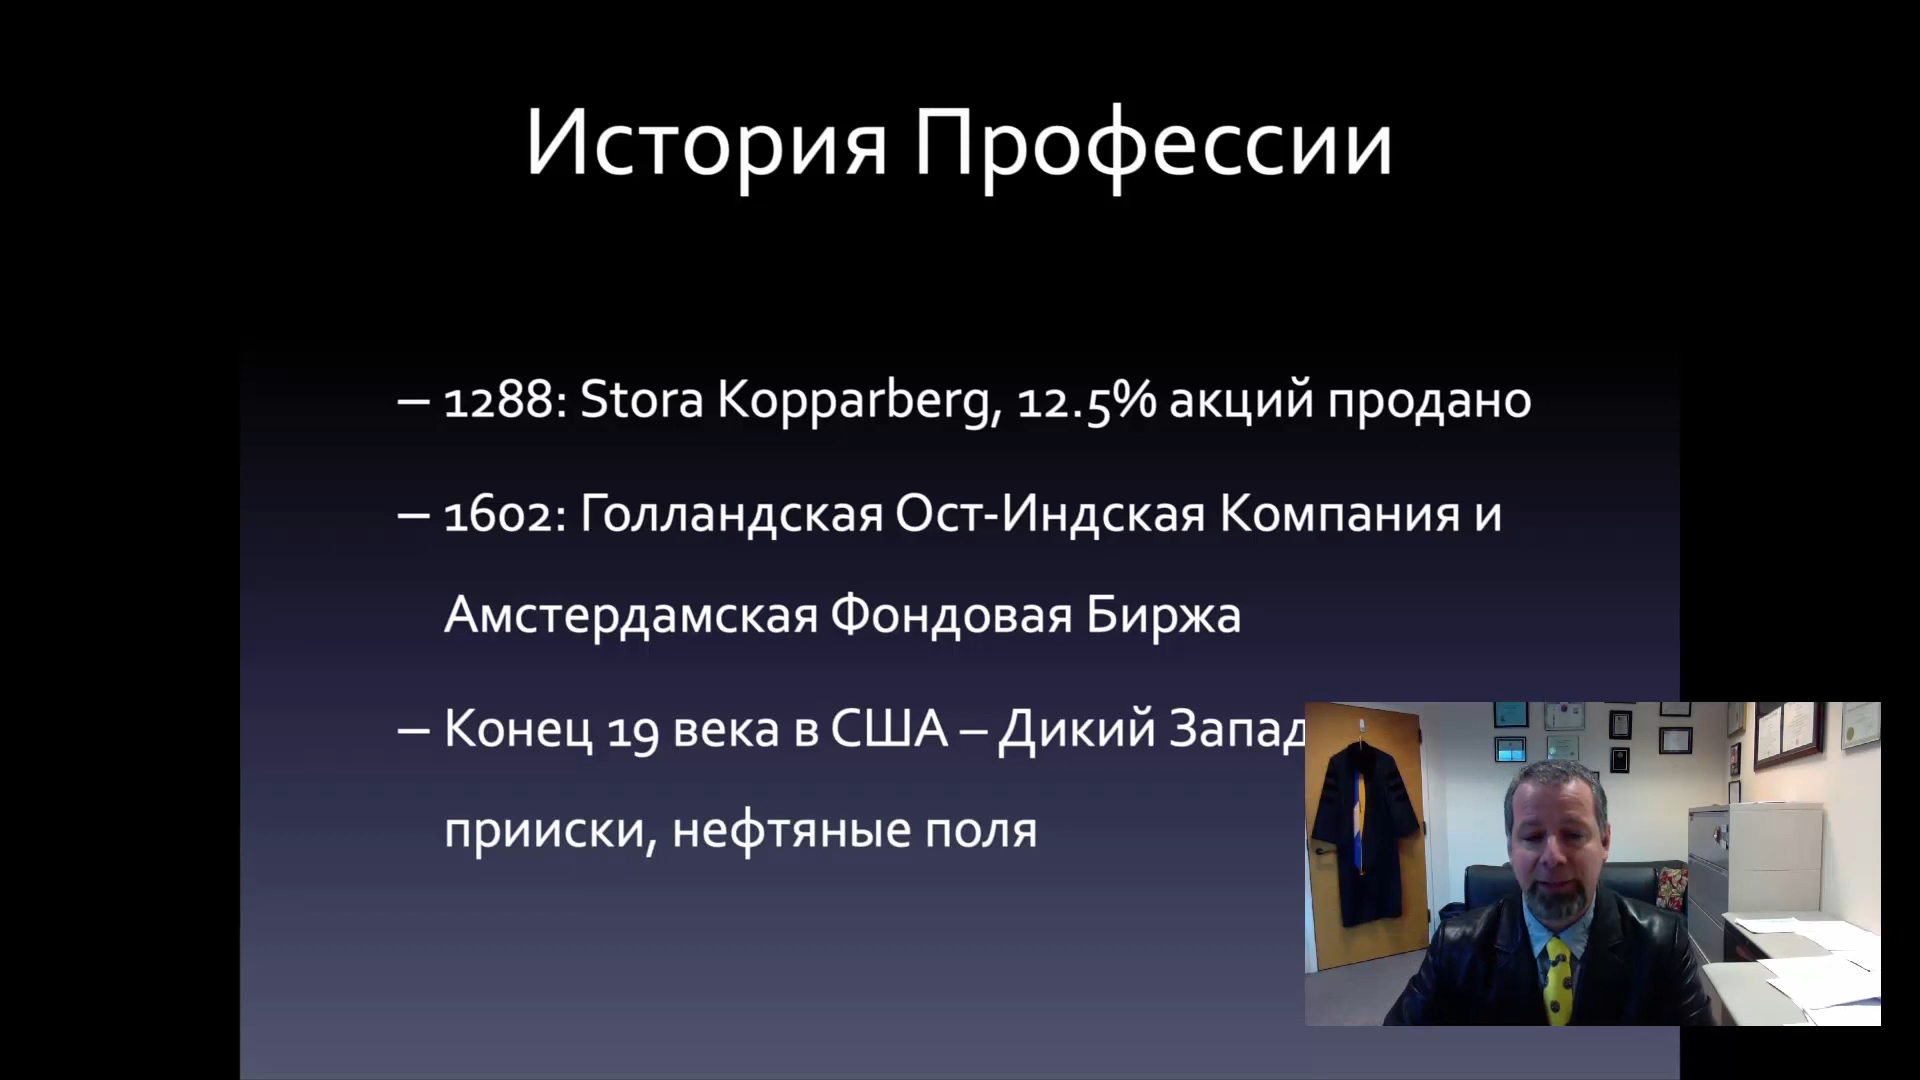 История Профессии
– 1288: Stora Kopparberg, 12.5% акций продано
– 1602: Голландская Ост-Индская Компания и
Амстердамская Фондовая Биржа
– Конец 19 века в США – Дикий Запад
прииски, нефтяные поля